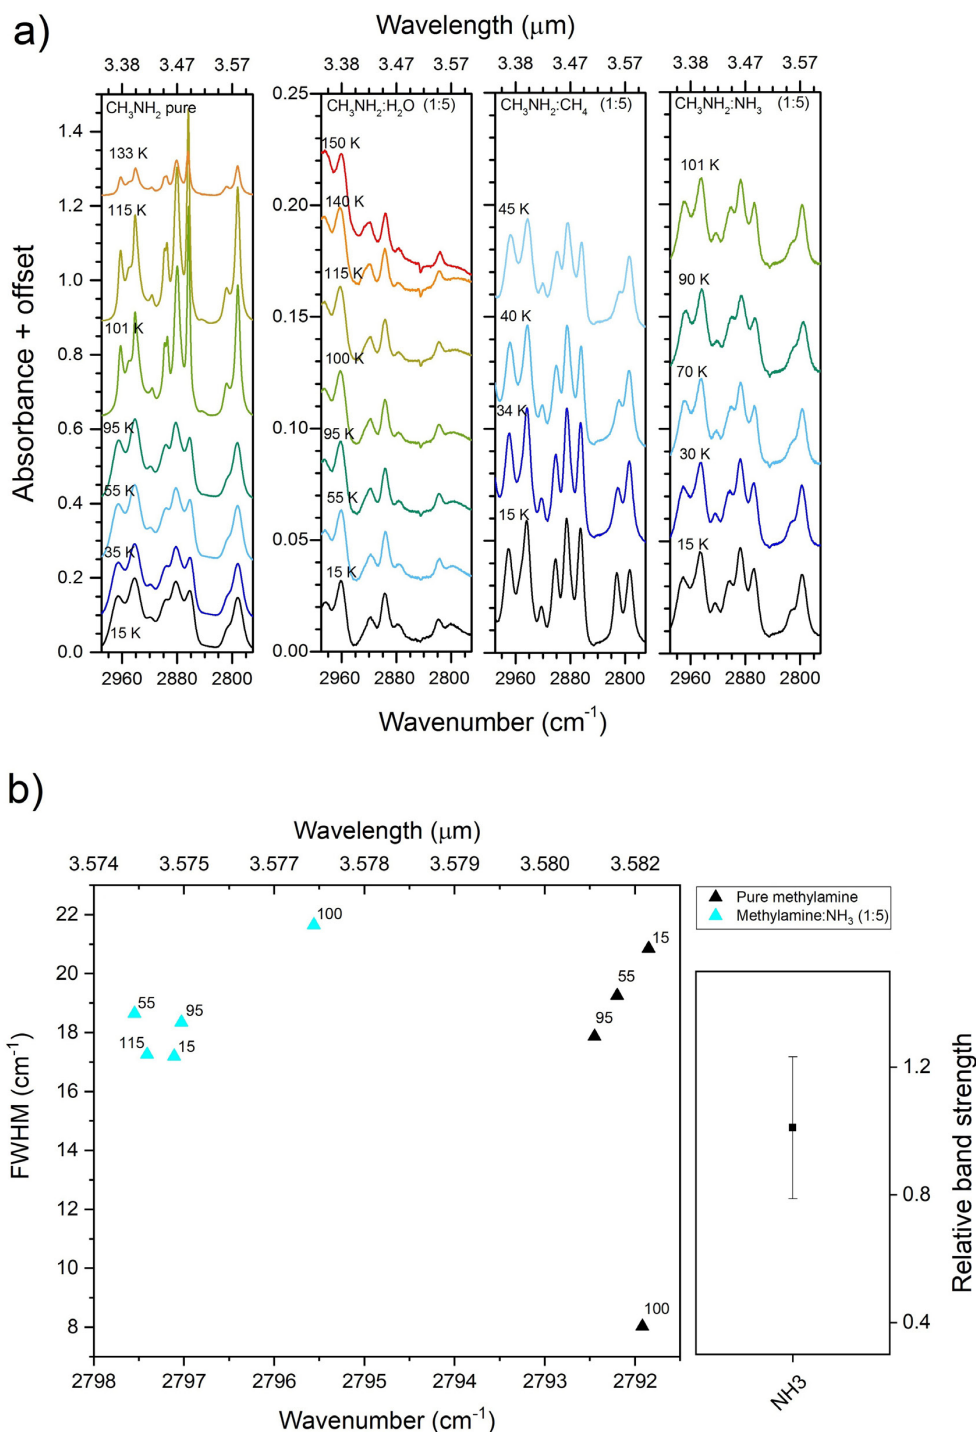 a)
Wavelength (μm)
3.38 3.47 3.57 3.38 3.47 3.57 3.38 3.47 3.57 3.38 3.47 3.57
CH₃NH₂ pure
133 K
115 K
101 K
95 K
55 K
35 K
15 K
1.4
1.2
1.0
0.8
0.6
0.4
0.2
0.0
Absorbance + offset
CH₃NH₂:H₂O (1:5)
150 K
140 K
115 K
100 K
95 K
55 K
15 K
0.25
0.20
0.15
0.10
0.05
0.00
CH₃NH₂:CH₄ (1:5)
45 K
40 K
34 K
15 K
CH₃NH₂:NH₃ (1:5)
101 K
90 K
70 K
30 K
15 K
2960 2880 2800 2960 2880 2800 2960 2880 2800 2960 2880 2800
Wavenumber (cm⁻¹)
b)
Wavelength (μm)
3.574 3.575 3.577 3.578 3.579 3.580 3.582
22
20
18
16
14
12
10
8
FWHM (cm⁻¹)
100
55
95
115
15
15
55
95
100
2798 2797 2796 2795 2794 2793 2792
Wavenumber (cm⁻¹)
Pure methylamine
Methylamine:NH₃ (1:5)
1.2
0.8
0.4
Relative band strength
NH3